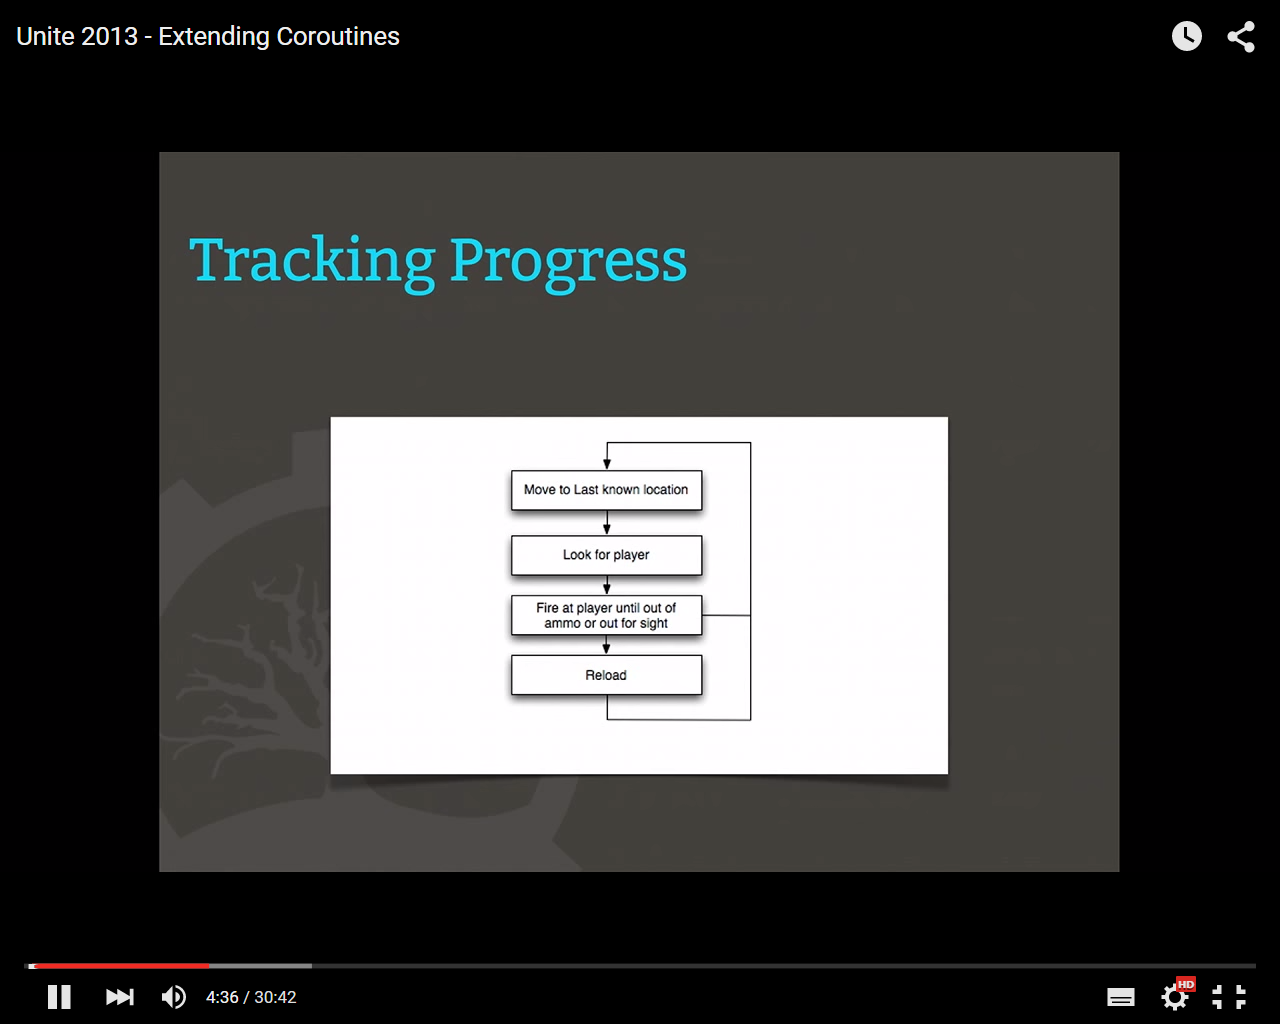 Unite 2013 - Extending Coroutines
Tracking Progress
Move to Last known location
Look for player
Fire at player until out of
ammo or out for sight
Reload
4:36 / 30:42
HD